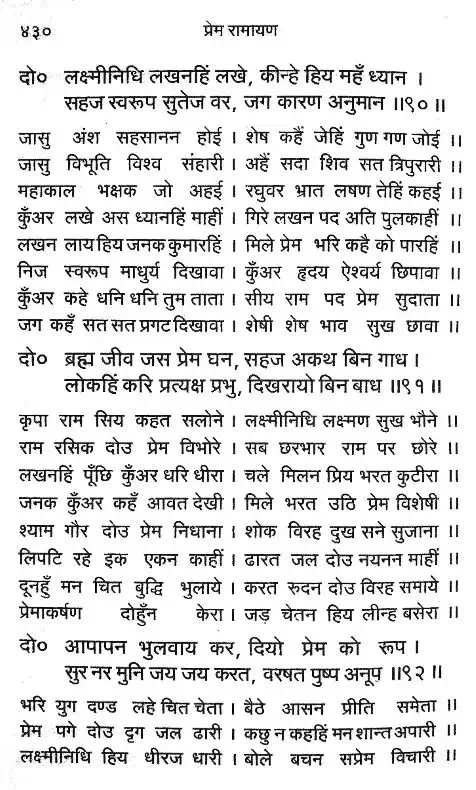 ४३०
प्रेम रामायण
दो० लक्ष्मीनिधि लखनहिं लखे, कीन्हे हिय महँ ध्यान ।
सहज स्वरूप सुतेज वर, जग कारण अनुमान ॥९०॥
जासु अंश सहसानन होई । शेष कहैं जेहिं गुण गण जोई ॥
जासु विभूति विश्व संहारी । अहैं सदा शिव सत त्रिपुरारी ॥
महाकाल भक्षक जो अहई । रघुवर भ्रात लषण तेहिं कहई ॥
कुँअर लखे अस ध्यानहिं माहीं । गिरे लखन पद अति पुलकाहीं ॥
लखन लाय हिय जनक कुमारहिं । मिले प्रेम भरि कहै को पारहिं ॥
निज स्वरूप माधुर्य दिखावा । कुँअर हृदय ऐश्वर्य छिपावा ॥
कुँअर कहे धनि धनि तुम ताता । सीय राम पद प्रेम सुदाता ॥
जग कहँ सत सत प्रगट दिखावा । शेषी शेष भाव सुख छावा ॥
दो० ब्रह्म जीव जस प्रेम घन, सहज अकथ बिन गाध ।
लोकहिं करि प्रत्यक्ष प्रभु, दिखरायो बिन बाध ॥९१॥
कृपा राम सिय कहत सलोने । लक्ष्मीनिधि लक्ष्मण सुख भौने ॥
राम रसिक दोउ प्रेम विभोरे । सब छरभार राम पर छोरे ॥
लखनहिं पूँछि कुँअर धरि धीरा । चले मिलन प्रिय भरत कुटीरा ॥
जनक कुँअर कहँ आवत देखी । मिले भरत उठि प्रेम विशेषी ॥
श्याम गौर दोउ प्रेम निधाना । शोक विरह दुख सने सुजाना ॥
लिपटि रहे इक एकन काहीं । ढारत जल दोउ नयनन माहीं ॥
दूनहुँ मन चित बुद्धि भुलाये । करत रुदन दोउ विरह समाये ॥
प्रेमाकर्षण दोहुँन केरा । जड़ चेतन हिय लीन्ह बसेरा ॥
दो० आपापन भुलवाय कर, दियो प्रेम को रूप ।
सुर नर मुनि जय जय करत, वरषत पुष्प अनूप ॥९२॥
भरि युग दण्ड लहे चित चेता । बैठे आसन प्रीति समेता ॥
प्रेम पगे दोउ दृग जल ढारी । कछु न कहहिं मन शान्त अपारी ॥
लक्ष्मीनिधि हिय धीरज धारी । बोले बचन सप्रेम विचारी ॥